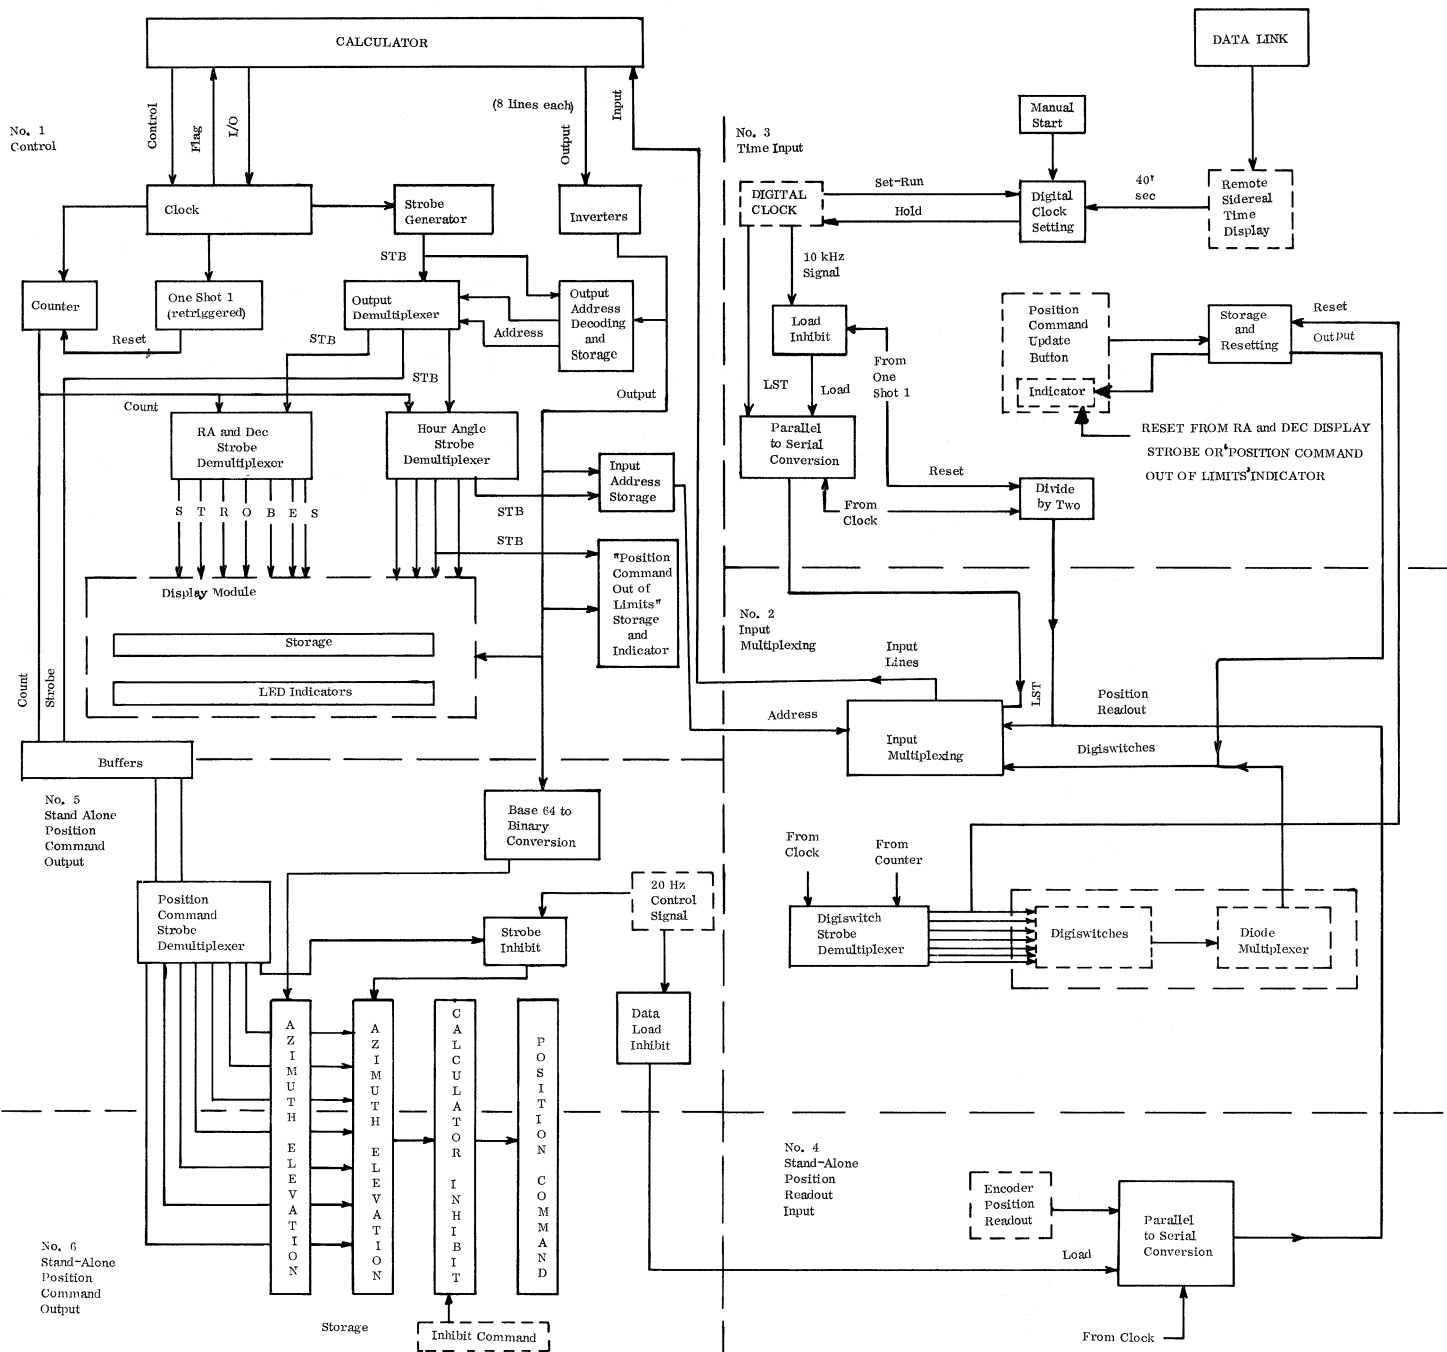 CALCULATOR
DATA LINK
No. 1
Control
Control
Flag
I/O
(8 lines each)
Output
Input
No. 3
Time Input
Manual
Start
Clock
Strobe
Generator
Inverters
DIGITAL
CLOCK
Set-Run
Hold
Digital
Clock
Setting
40'
sec
Remote
Sidereal
Time
Display
STB
10 kHz
Signal
Counter
One Shot 1
(retriggered)
Reset
Output
Demultiplexer
Address
Output
Address
Decoding
and
Storage
Load
Inhibit
From
One
Shot 1
Position
Command
Update
Button
Indicator
Storage
and
Resetting
Reset
Output
STB
STB
Output
LST
Load
Count
RA and Dec
Strobe
Demultiplexer
Hour Angle
Strobe
Demultiplexer
Parallel
to Serial
Conversion
RESET FROM RA and DEC DISPLAY
STROBE OR "POSITION COMMAND
OUT OF LIMITS" INDICATOR
Input
Address
Storage
Reset
Divide
by Two
From
Clock
S T R O B E S
STB
STB
"Position
Command
Out of
Limits"
Storage
and
Indicator
Display Module
Storage
LED Indicators
No. 2
Input
Multiplexing
Input
Lines
LST
Position
Readout
Count
Strobe
Address
Input
Multiplexing
Digiswitches
Buffers
No. 5
Stand Alone
Position
Command
Output
Base 64 to
Binary
Conversion
From
Clock
From
Counter
Position
Command
Strobe
Demultiplexer
20 Hz
Control
Signal
Strobe
Inhibit
Digiswitch
Strobe
Demultiplexer
Digiswitches
Diode
Multiplexer
AZIMUTH ELEVATION
AZIMUTH ELEVATION
CALCULATOR INHIBIT
POSITION COMMAND
Data
Load
Inhibit
No. 4
Stand-Alone
Position
Readout
Input
Encoder
Position
Readout
Parallel
to Serial
Conversion
Load
No. 6
Stand-Alone
Position
Command
Output
Storage
Inhibit Command
From Clock